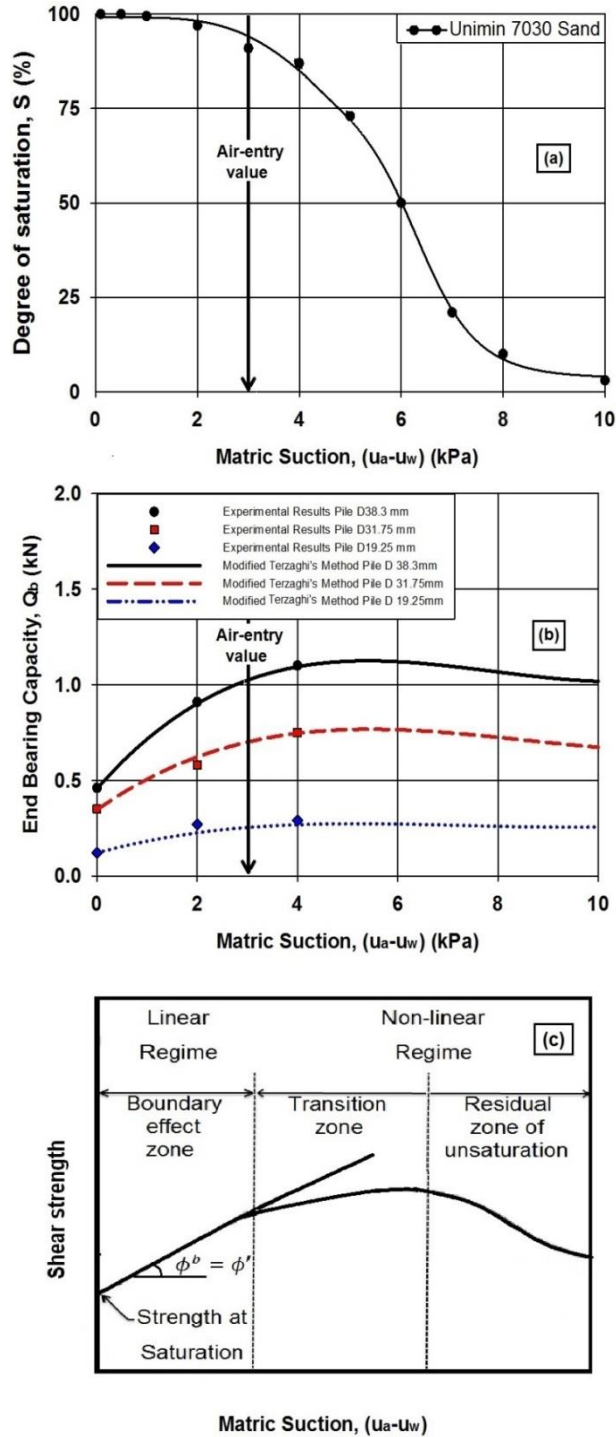 100
75
50
25
0
Degree of saturation, S (%)
Unimin 7030 Sand
Air-entry
value
(a)
0 2 4 6 8 10
Matric Suction, (ua-uw) (kPa)
2.0
1.5
1.0
0.5
0.0
End Bearing Capacity, Qb (kN)
Experimental Results Pile D38.3 mm
Experimental Results Pile D31.75 mm
Experimental Results Pile D19.25 mm
Modified Terzaghi's Method Pile D 38.3mm
Modified Terzaghi's Method Pile D 31.75mm
Modified Terzaghi's Method Pile D 19.25mm
Air-entry
value
(b)
0 2 4 6 8 10
Matric Suction, (ua-uw) (kPa)
Linear
Regime
Non-linear
Regime
(c)
Boundary
effect
zone
Transition
zone
Residual
zone of
unsaturation
Shear strength
ϕᵇ = ϕ′
Strength at
Saturation
Matric Suction, (ua-uw)